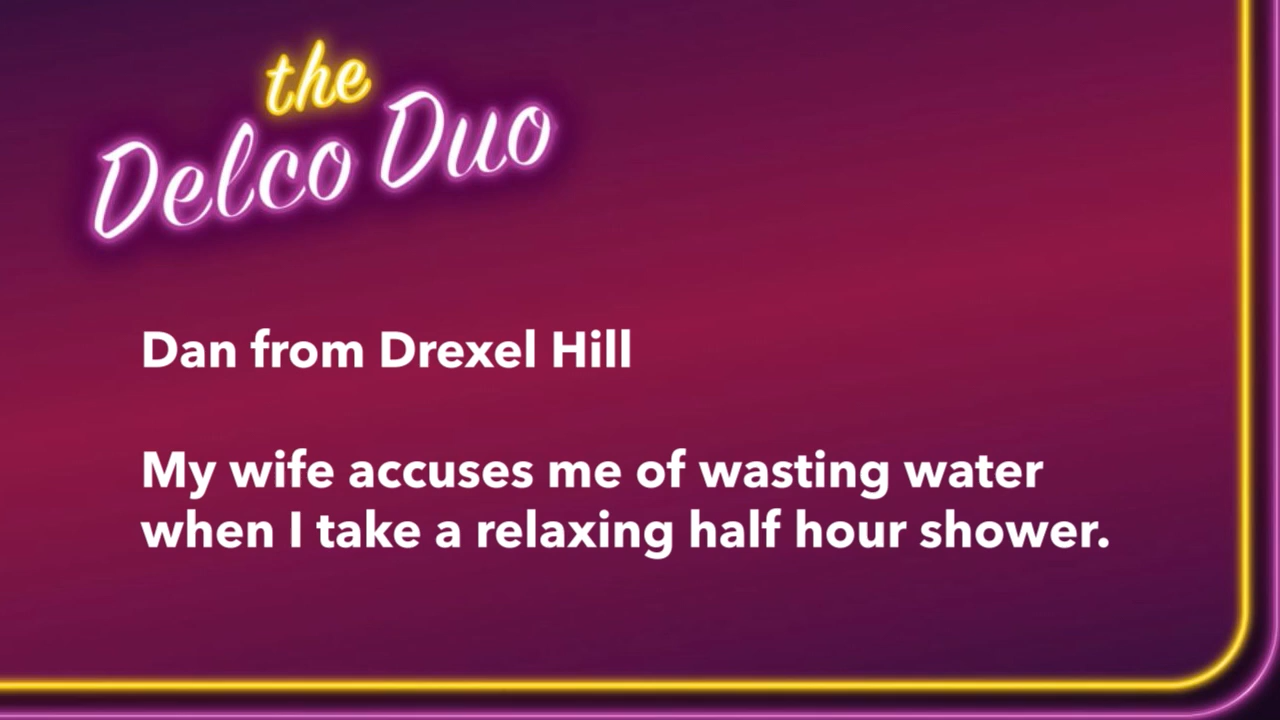 the
Delco Duo
Dan from Drexel Hill
My wife accuses me of wasting water
when I take a relaxing half hour shower.